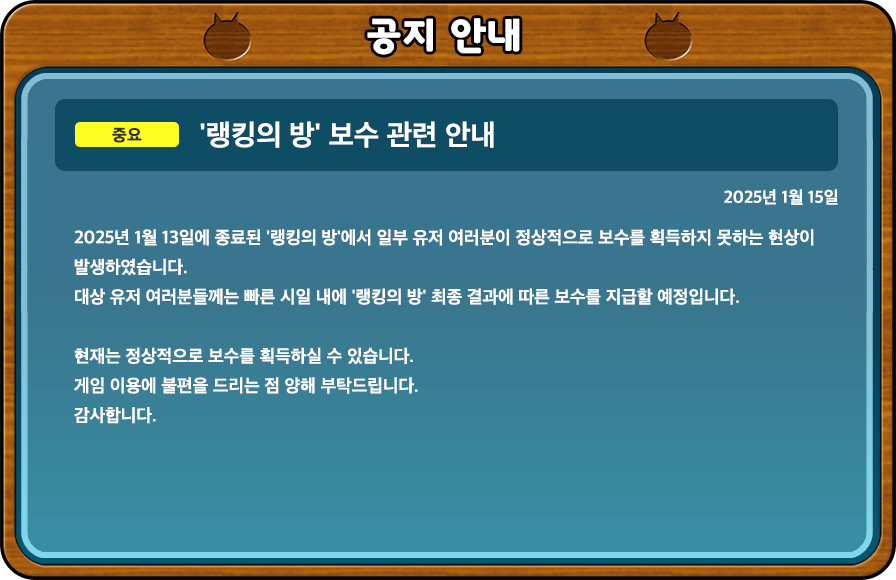 공지 안내
중요
'랭킹의 방' 보수 관련 안내
2025년 1월 15일
2025년 1월 13일에 종료된 '랭킹의 방'에서 일부 유저 여러분이 정상적으로 보수를 획득하지 못하는 현상이
발생하였습니다.
대상 유저 여러분들께는 빠른 시일 내에 '랭킹의 방' 최종 결과에 따른 보수를 지급할 예정입니다.
현재는 정상적으로 보수를 획득하실 수 있습니다.
게임 이용에 불편을 드리는 점 양해 부탁드립니다.
감사합니다.